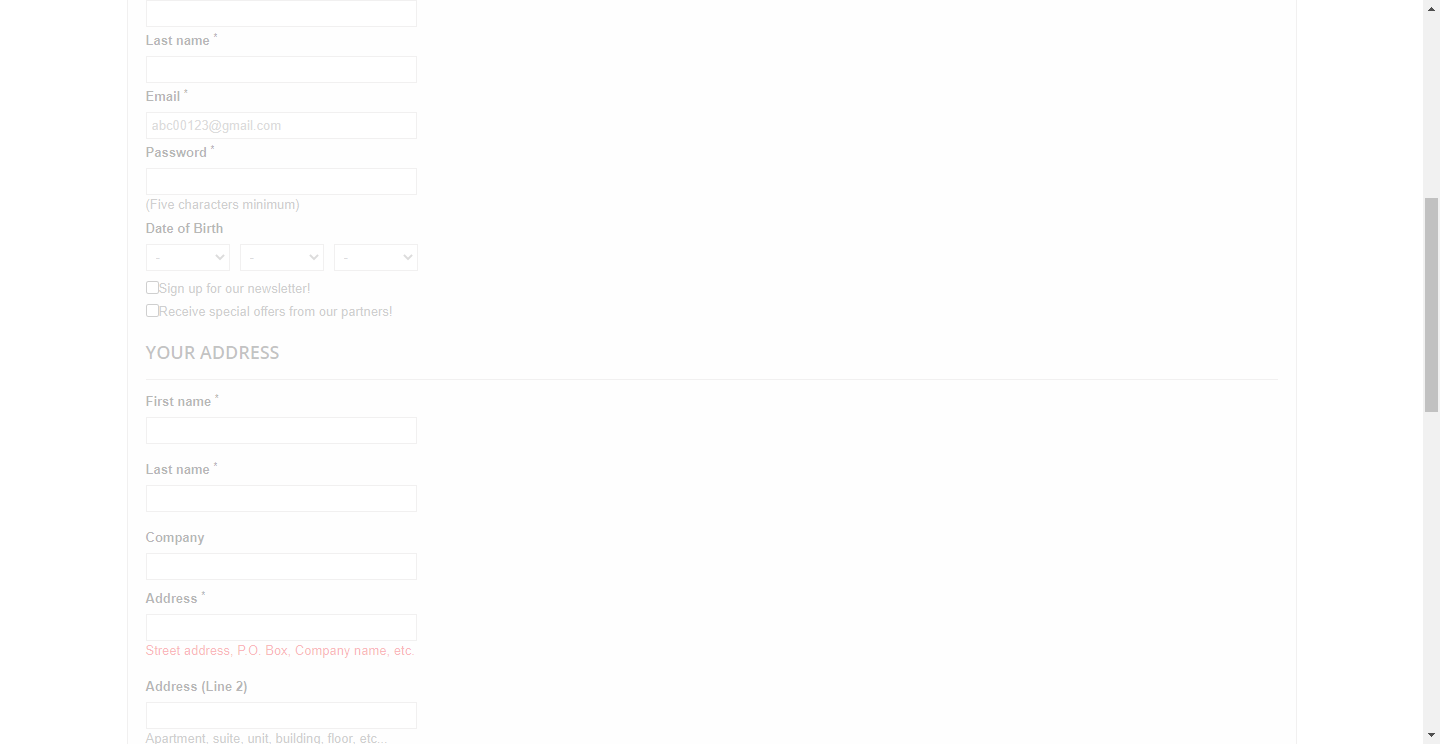 Last name *
Email *
abc00123@gmail.com
Password *
(Five characters minimum)
Date of Birth
- - -
Sign up for our newsletter!
Receive special offers from our partners!
YOUR ADDRESS
First name *
Last name *
Company
Address *
Street address, P.O. Box, Company name, etc.
Address (Line 2)
Apartment, suite, unit, building, floor, etc...